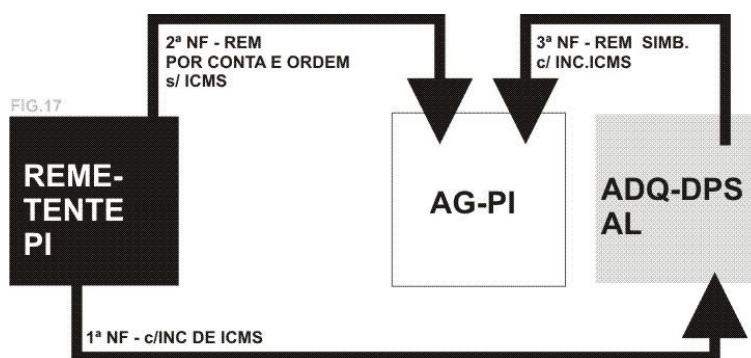 2ª NF - REM
POR CONTA E ORDEM
s/ ICMS
3ª NF - REM SIMB.
c/ INC.ICMS
FIG.17
REME-
TENTE
PI
AG-PI
ADQ-DPS
AL
1ª NF - c/INC DE ICMS